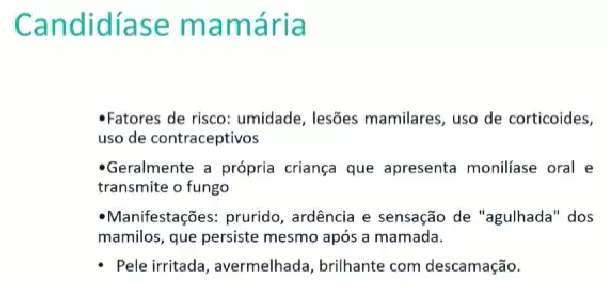 Candidíase mamária
•Fatores de risco: umidade, lesões mamilares, uso de corticoides,
uso de contraceptivos
•Geralmente a própria criança que apresenta monilíase oral e
transmite o fungo
•Manifestações: prurido, ardência e sensação de "agulhada" dos
mamilos, que persiste mesmo após a mamada.
• Pele irritada, avermelhada, brilhante com descamação.